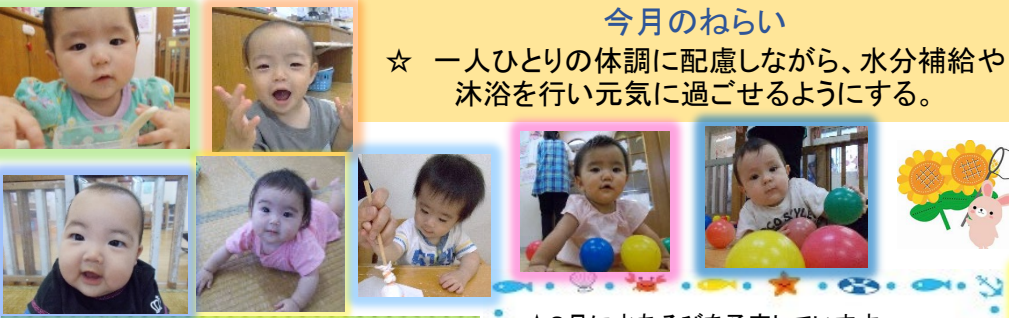 今月のねらい
☆ 一人ひとりの体調に配慮しながら、水分補給や
沐浴を行い元気に過ごせるようにする。